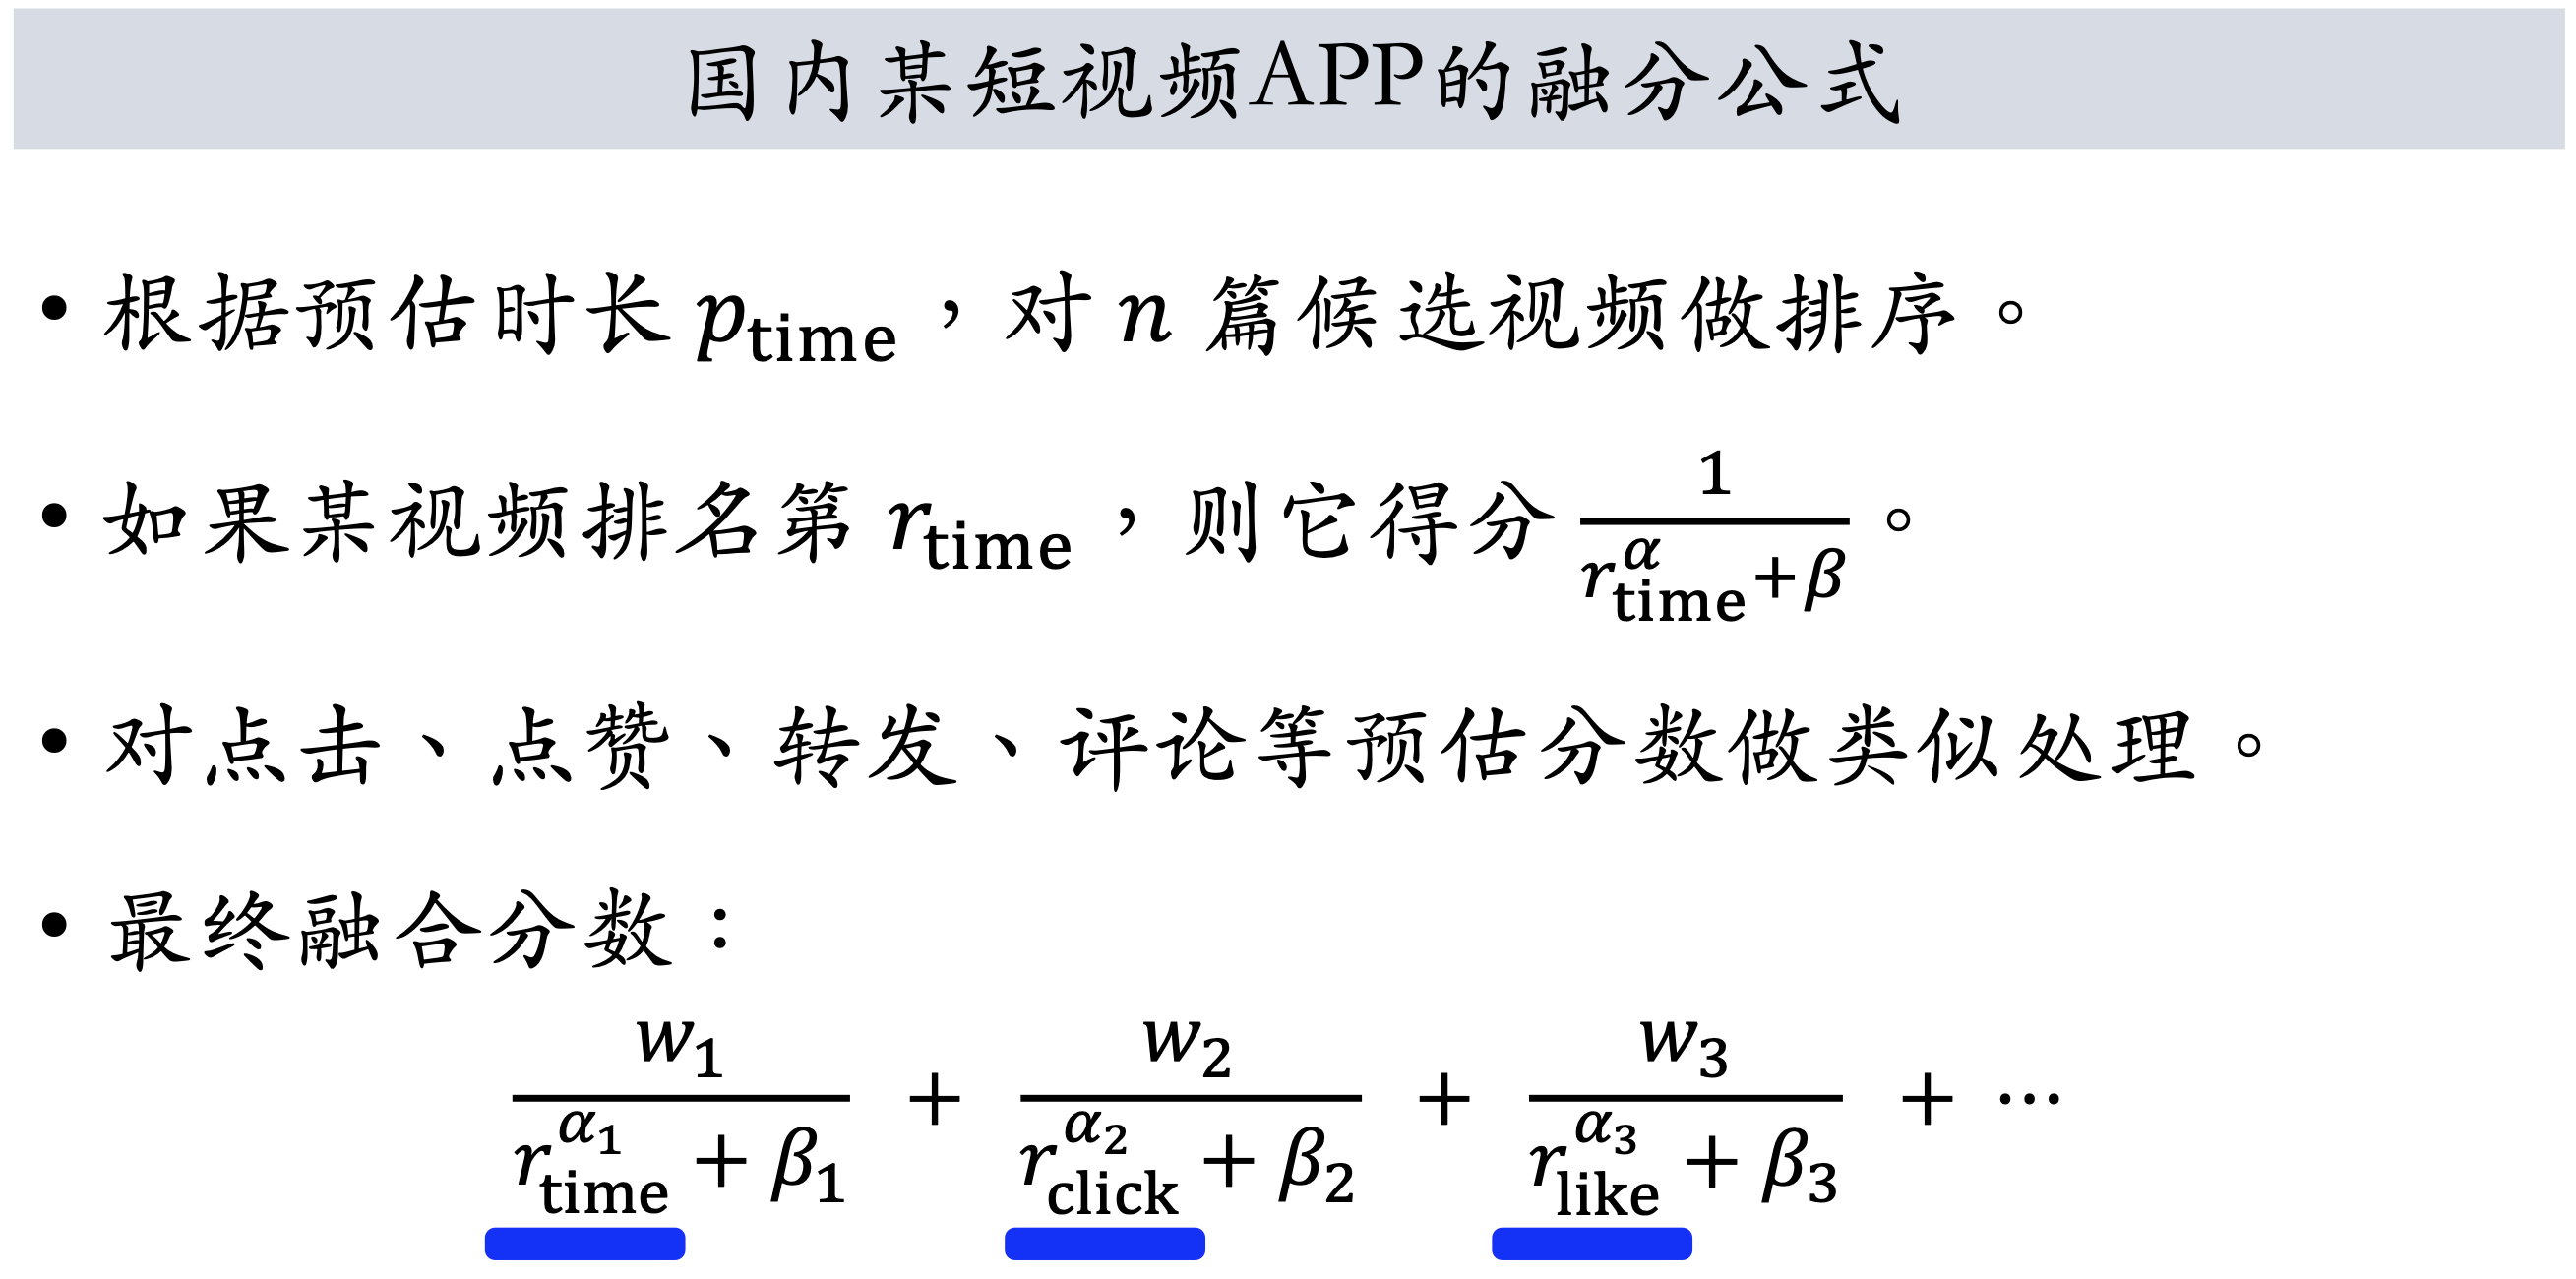 国内某短视频APP的融分公式
• 根据预估时长 $p_{\text{time}}$，对 $n$ 篇候选视频做排序。
• 如果某视频排名第 $r_{\text{time}}$，则它得分 $\frac{1}{r_{\text{time}}^{\alpha}+\beta}$。
• 对点击、点赞、转发、评论等预估分数做类似处理。
• 最终融合分数：
$\frac{w_1}{r_{\text{time}}^{\alpha_1}+\beta_1} + \frac{w_2}{r_{\text{click}}^{\alpha_2}+\beta_2} + \frac{w_3}{r_{\text{like}}^{\alpha_3}+\beta_3} + \cdots$